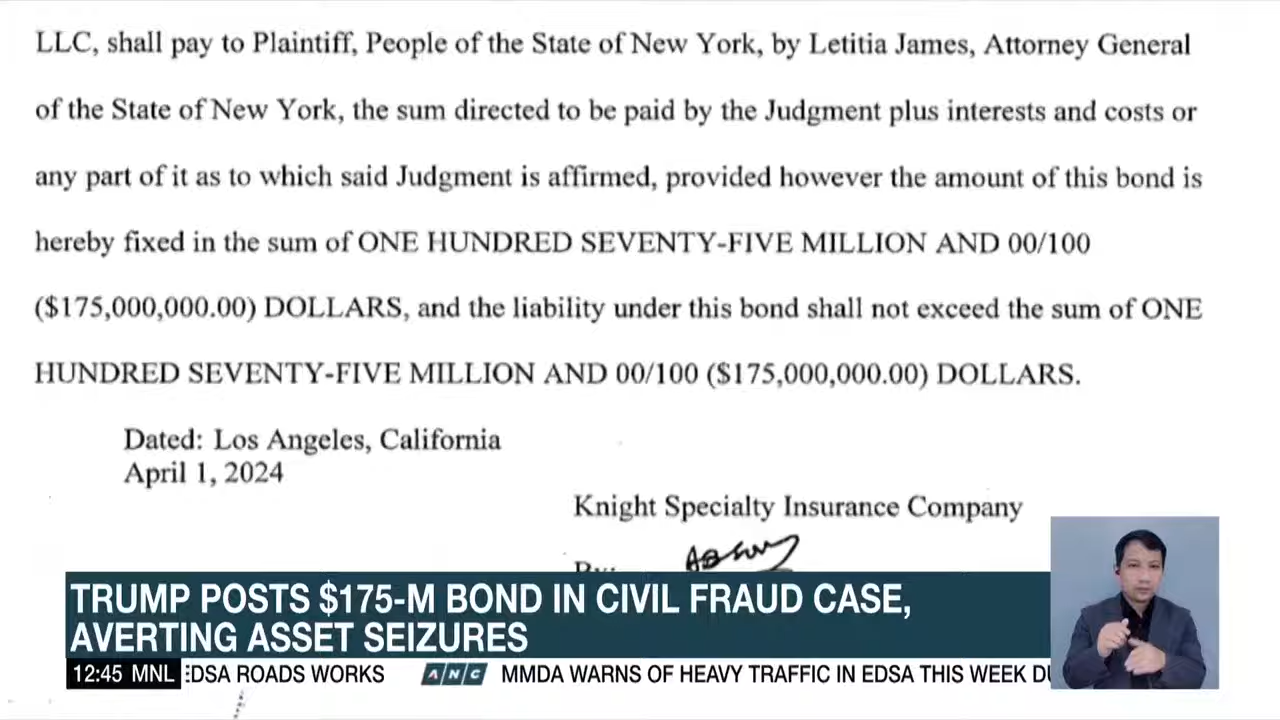 LLC, shall pay to Plaintiff, People of the State of New York, by Letitia James, Attorney General
of the State of New York, the sum directed to be paid by the Judgment plus interests and costs or
any part of it as to which said Judgment is affirmed, provided however the amount of this bond is
hereby fixed in the sum of ONE HUNDRED SEVENTY-FIVE MILLION AND 00/100
($175,000,000.00) DOLLARS, and the liability under this bond shall not exceed the sum of ONE
HUNDRED SEVENTY-FIVE MILLION AND 00/100 ($175,000,000.00) DOLLARS.
Dated: Los Angeles, California
April 1, 2024
Knight Specialty Insurance Company
TRUMP POSTS $175-M BOND IN CIVIL FRAUD CASE,
AVERTING ASSET SEIZURES
12:45 MNL EDSA ROADS WORKS ANC MMDA WARNS OF HEAVY TRAFFIC IN EDSA THIS WEEK